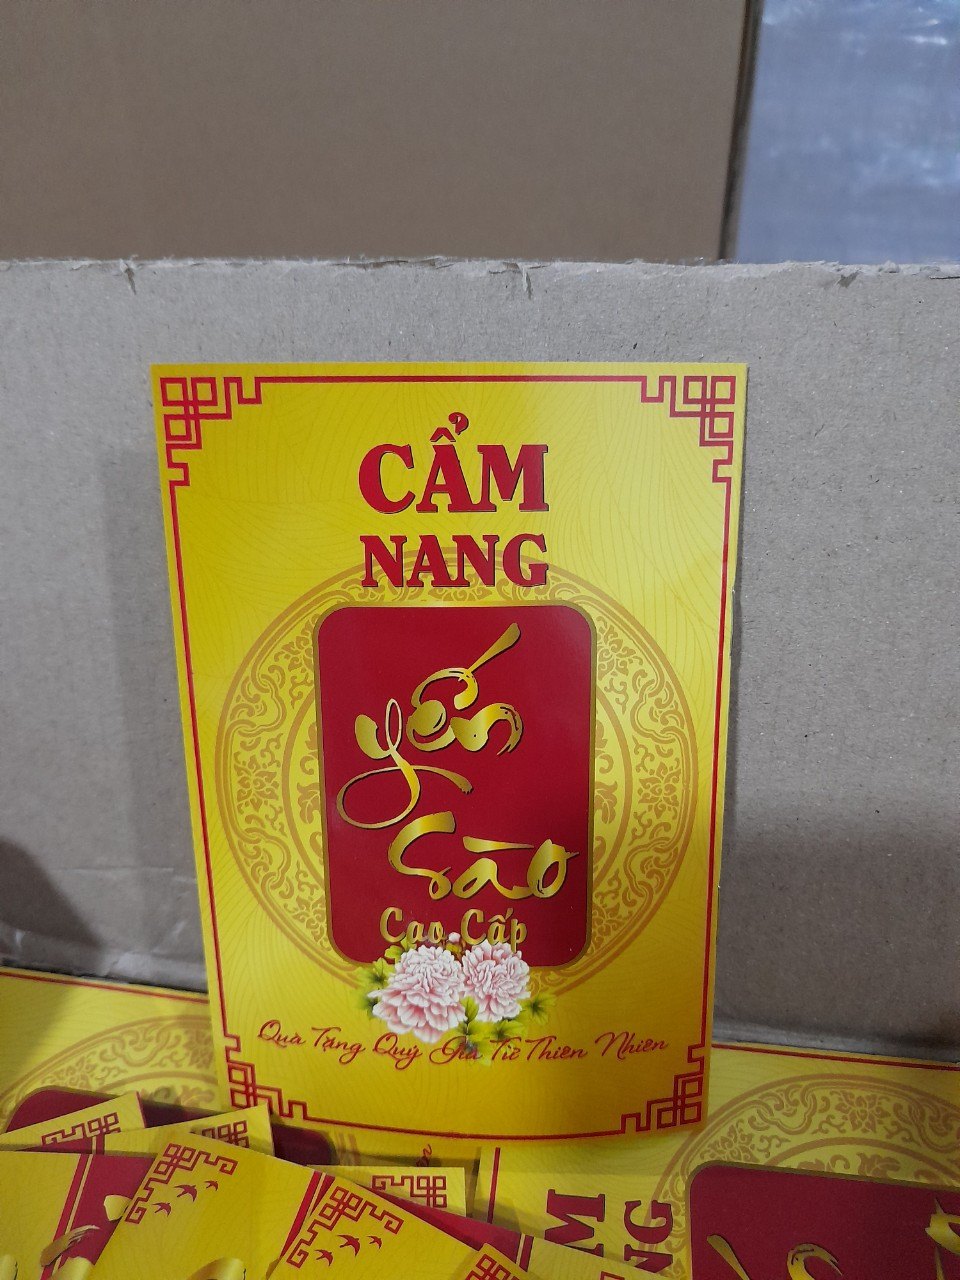 CẨM
NANG
Yến
Sào
Cao Cấp
Quà Tặng Quý Giá Từ Thiên Nhiên